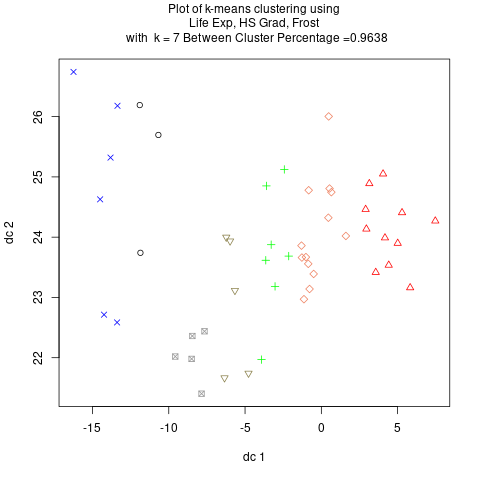 Plot of k-means clustering using
Life Exp, HS Grad, Frost
with k = 7 Between Cluster Percentage =0.9638
26
25
24
23
22
dc 2
-15 -10 -5 0 5
dc 1